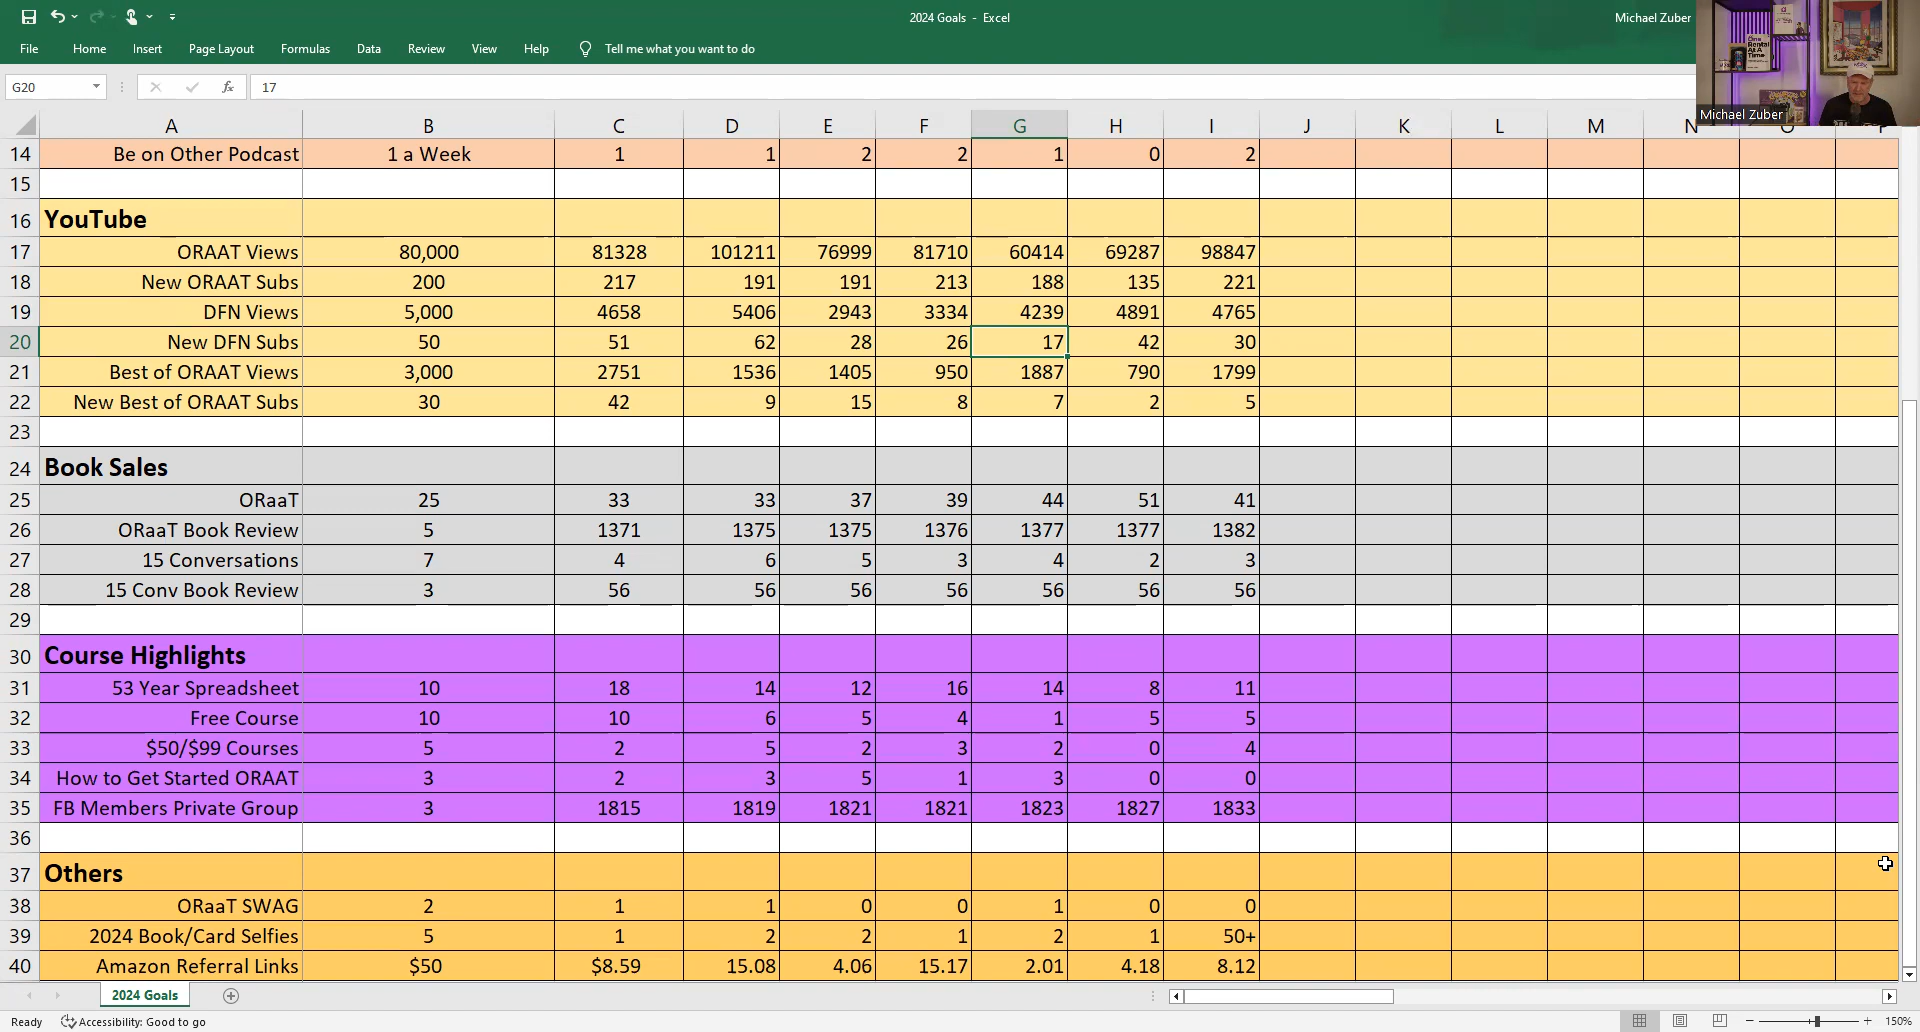 2024 Goals - Excel
Michael Zuber
File Home Insert Page Layout Formulas Data Review View Help Tell me what you want to do
G20 fx 17
One Rental At A Time
Michael Zuber
A B C D E F G H I J K L M N O P
14 Be on Other Podcast 1 a Week 1 1 2 2 1 0 2
15
16 YouTube
17 ORAAT Views 80,000 81328 101211 76999 81710 60414 69287 98847
18 New ORAAT Subs 200 217 191 191 213 188 135 221
19 DFN Views 5,000 4658 5406 2943 3334 4239 4891 4765
20 New DFN Subs 50 51 62 28 26 17 42 30
21 Best of ORAAT Views 3,000 2751 1536 1405 950 1887 790 1799
22 New Best of ORAAT Subs 30 42 9 15 8 7 2 5
23
24 Book Sales
25 ORaaT 25 33 33 37 39 44 51 41
26 ORaaT Book Review 5 1371 1375 1375 1376 1377 1377 1382
27 15 Conversations 7 4 6 5 3 4 2 3
28 15 Conv Book Review 3 56 56 56 56 56 56 56
29
30 Course Highlights
31 53 Year Spreadsheet 10 18 14 12 16 14 8 11
32 Free Course 10 10 6 5 4 1 5 5
33 $50/$99 Courses 5 2 5 2 3 2 0 4
34 How to Get Started ORAAT 3 2 3 5 1 3 0 0
35 FB Members Private Group 3 1815 1819 1821 1821 1823 1827 1833
36
37 Others
38 ORaaT SWAG 2 1 1 0 0 1 0 0
39 2024 Book/Card Selfies 5 1 2 2 1 2 1 50+
40 Amazon Referral Links $50 $8.59 15.08 4.06 15.17 2.01 4.18 8.12
2024 Goals
Ready Accessibility: Good to go 150%